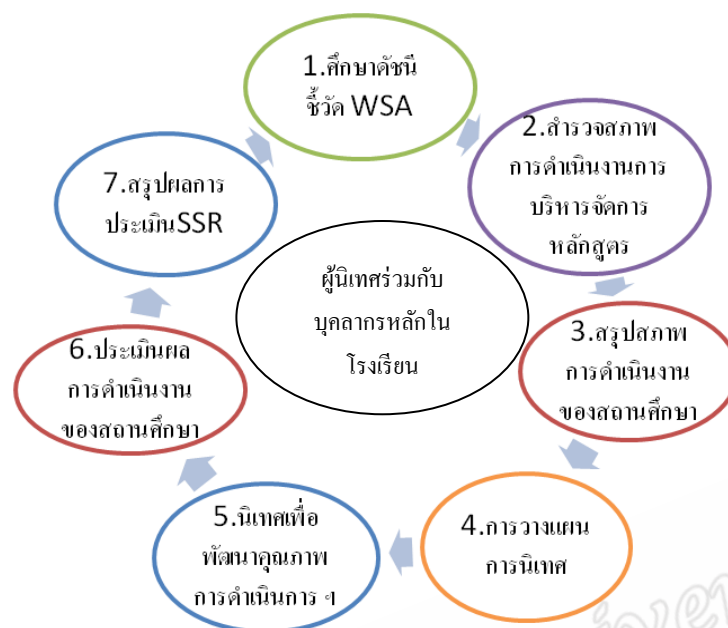 1.ศึกษาดัชนี
ชี้วัด WSA
2.สำรวจสภาพ
การดำเนินงานการ
บริหารจัดการ
หลักสูตร
3.สรุปสภาพ
การดำเนินงาน
ของสถานศึกษา
4.การวางแผน
การนิเทศ
5.นิเทศเพื่อ
พัฒนาคุณภาพ
การดำเนินการ ฯ
6.ประเมินผล
การดำเนินงาน
ของสถานศึกษา
7.สรุปผลการ
ประเมินSSR
ผู้นิเทศร่วมกับ
บุคลากรหลักใน
โรงเรียน